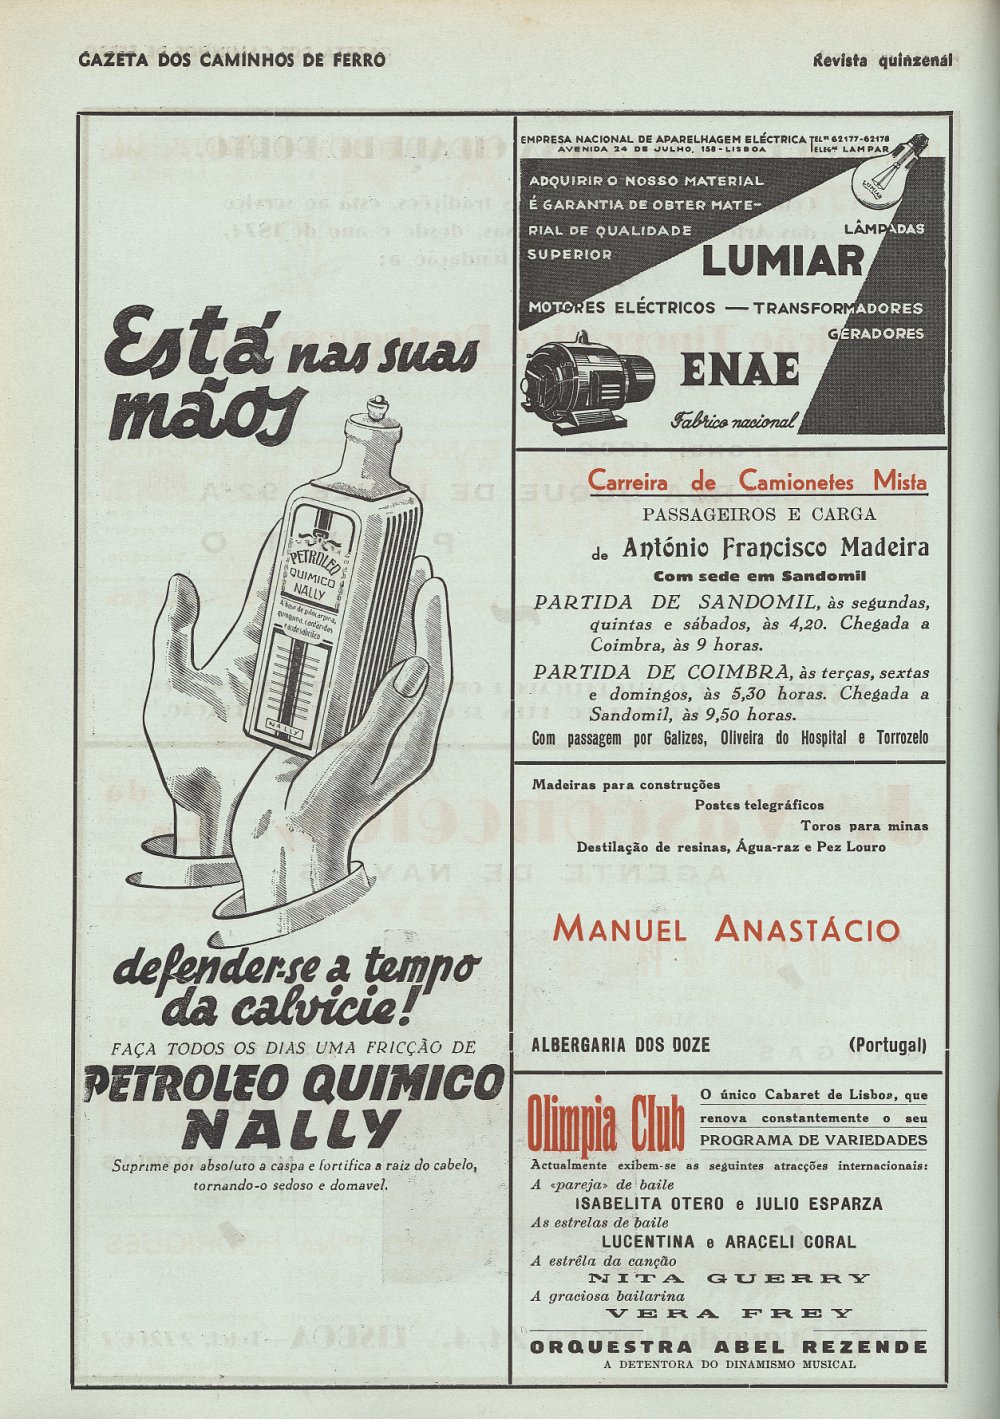 GAZETA DOS CAMINHOS DE FERRO
Revista quinzenal
Está nas suas
mãos
PETROLEO
QUIMICO
NALLY
A base de pilocarpina,
quinquina, cantáridas
e ácido salicílico
NALLY
defender-se a tempo
da calvície!
FAÇA TODOS OS DIAS UMA FRICÇÃO DE
PETROLEO QUIMICO
NALLY
Suprime por absoluto a caspa e fortifica a raiz do cabelo,
tornando-o sedoso e domavel.
EMPRESA NACIONAL DE APARELHAGEM ELÉCTRICA
AVENIDA 24 DE JULHO, 158 - LISBOA
TELEFS 62177-62178
TELEGS LAMPAR
ADQUIRIR O NOSSO MATERIAL
É GARANTIA DE OBTER MATE-
RIAL DE QUALIDADE
SUPERIOR
LUMIAR
LÂMPADAS
LUMIAR
MOTORES ELÉCTRICOS — TRANSFORMADORES
GERADORES
ENAE
Fabrico nacional
Carreira de Camionetes Mista
PASSAGEIROS E CARGA
de António Francisco Madeira
Com sede em Sandomil
PARTIDA DE SANDOMIL, às segundas,
quintas e sábados, às 4,20. Chegada a
Coimbra, às 9 horas.
PARTIDA DE COIMBRA, às terças, sextas
e domingos, às 5,30 horas. Chegada a
Sandomil, às 9,50 horas.
Com passagem por Galizes, Oliveira do Hospital e Torrozelo
Madeiras para construções
Postes telegráficos
Toros para minas
Destilação de resinas, Água-raz e Pez Louro
MANUEL ANASTÁCIO
ALBERGARIA DOS DOZE (Portugal)
Olimpia Club
O único Cabaret de Lisboa, que
renova constantemente o seu
PROGRAMA DE VARIEDADES
Actualmente exibem-se as seguintes atracções internacionais:
A «pareja» de baile
ISABELITA OTERO e JULIO ESPARZA
As estrelas de baile
LUCENTINA e ARACELI CORAL
A estrêla da canção
NITA GUERRY
A graciosa bailarina
VERA FREY
ORQUESTRA ABEL REZENDE
A DETENTORA DO DINAMISMO MUSICAL